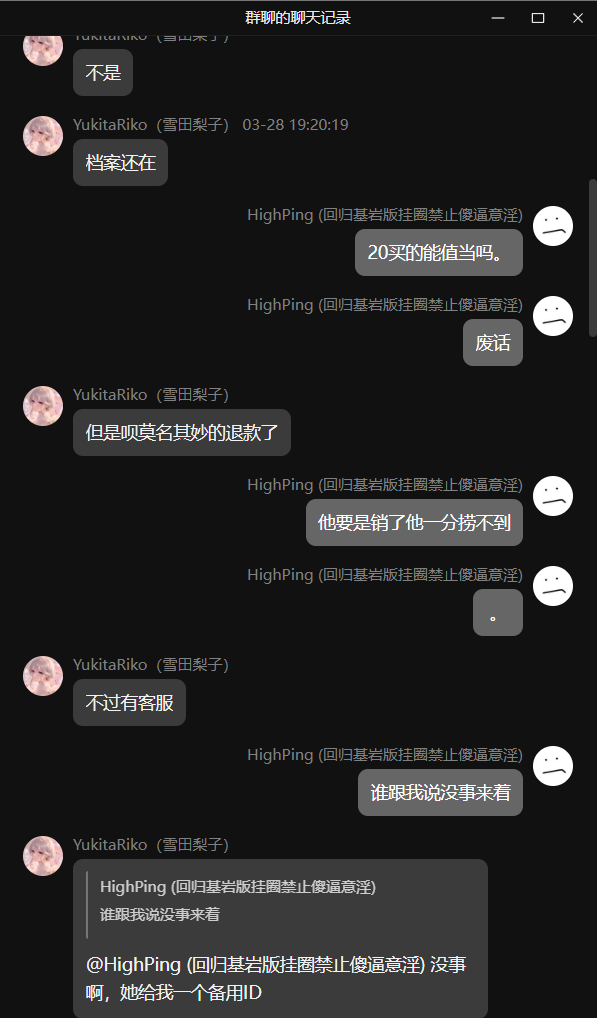 群聊的聊天记录
YukitaRiko（雪田梨子）
不是
YukitaRiko（雪田梨子） 03-28 19:20:19
档案还在
HighPing (回归基岩版挂圈禁止傻逼意淫)
20买的能值当吗。
HighPing (回归基岩版挂圈禁止傻逼意淫)
废话
YukitaRiko（雪田梨子）
但是呗莫名其妙的退款了
HighPing (回归基岩版挂圈禁止傻逼意淫)
他要是销了他一分捞不到
HighPing (回归基岩版挂圈禁止傻逼意淫)
。
YukitaRiko（雪田梨子）
不过有客服
HighPing (回归基岩版挂圈禁止傻逼意淫)
谁跟我说没事来着
YukitaRiko（雪田梨子）
HighPing (回归基岩版挂圈禁止傻逼意淫)
谁跟我说没事来着
@HighPing (回归基岩版挂圈禁止傻逼意淫) 没事
啊，她给我一个备用ID